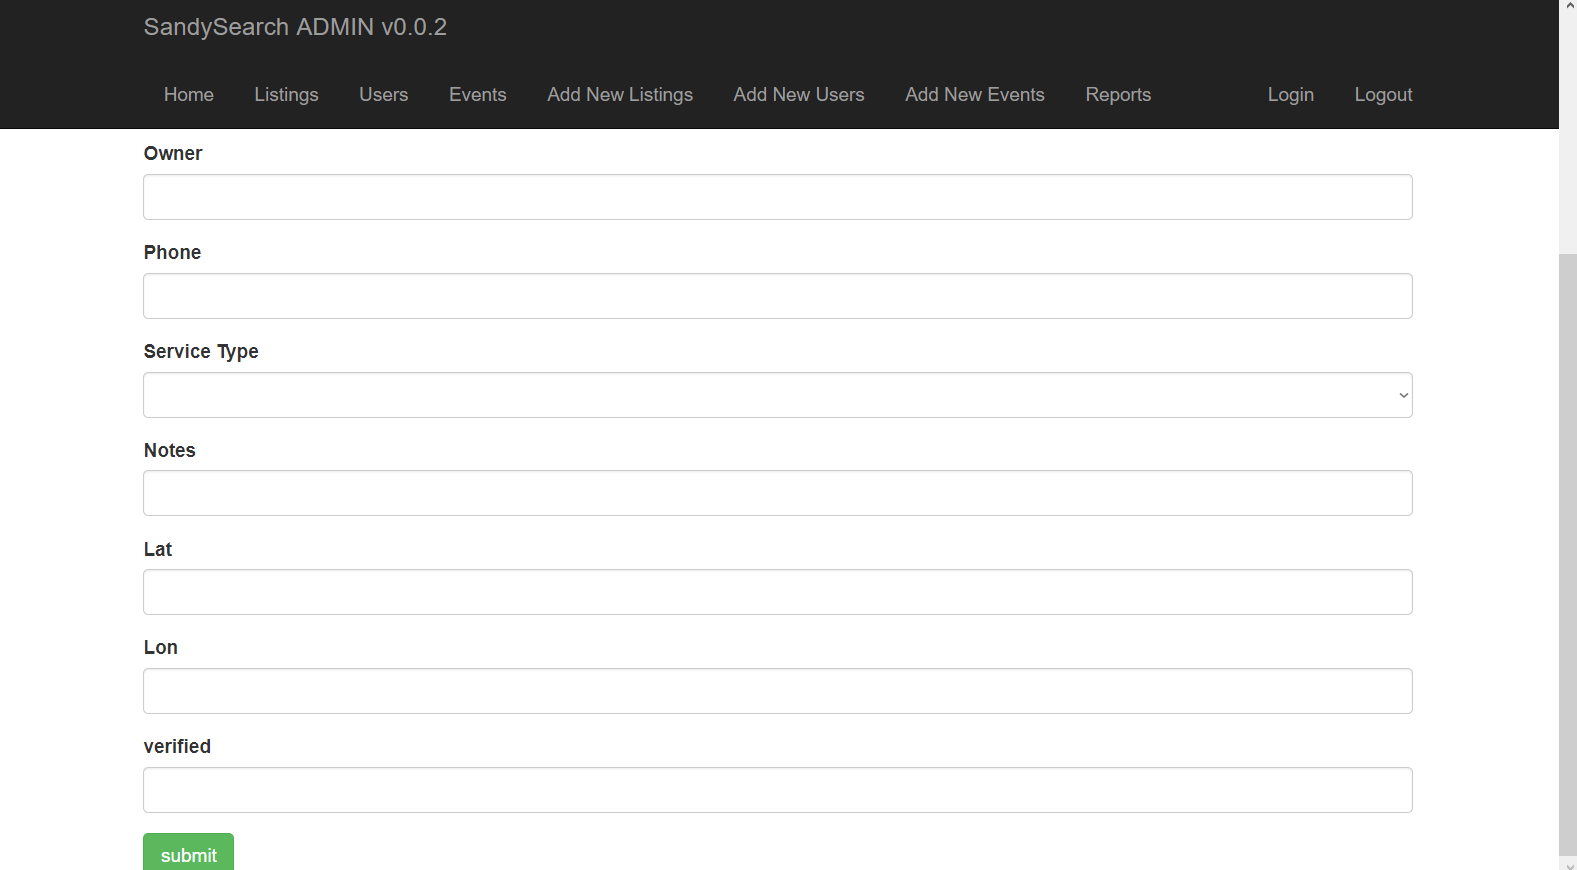 SandySearch ADMIN v0.0.2
Home Listings Users Events Add New Listings Add New Users Add New Events Reports Login Logout
Owner
Phone
Service Type
Notes
Lat
Lon
verified
submit